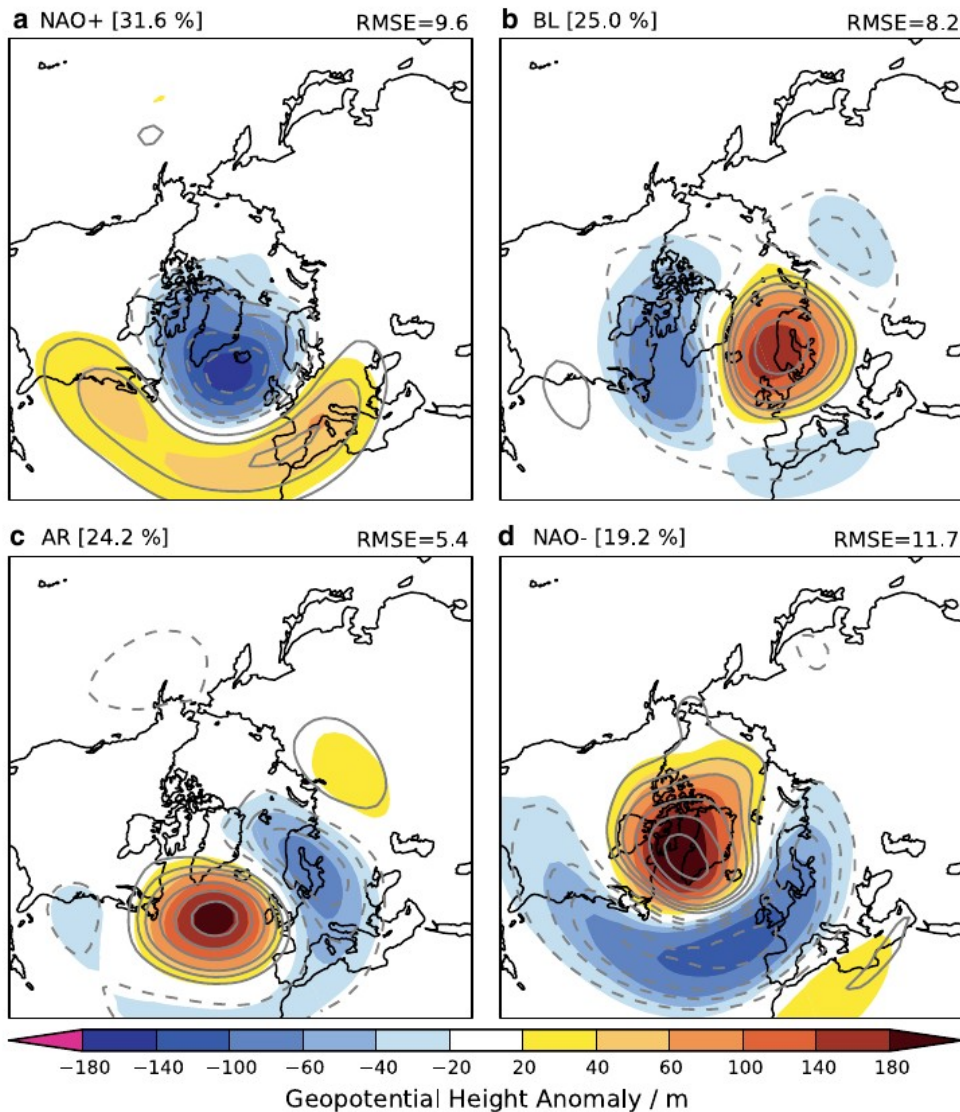 a NAO+ [31.6 %] RMSE=9.6
b BL [25.0 %] RMSE=8.2
c AR [24.2 %] RMSE=5.4
d NAO- [19.2 %] RMSE=11.7
−180 −140 −100 −60 −40 −20 20 40 60 100 140 180
Geopotential Height Anomaly / m